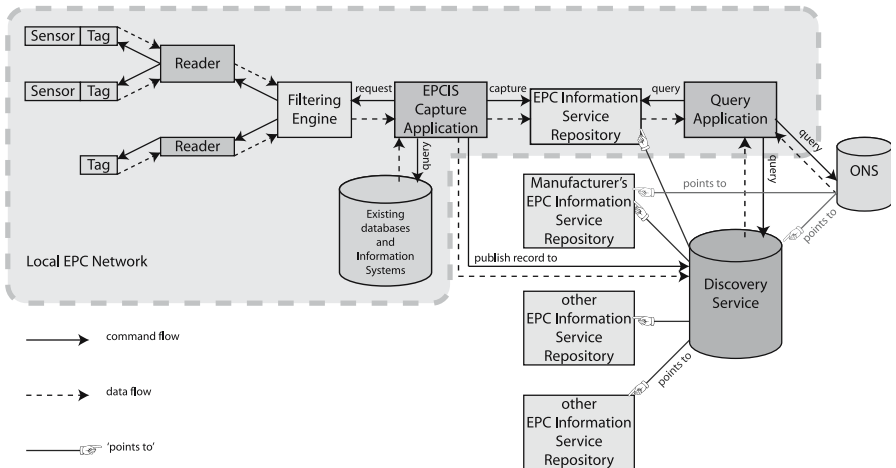 Sensor Tag
Reader
Sensor Tag
Reader
Tag
Filtering
Engine
request
EPCIS
Capture
Application
capture
EPC Information
Service
Repository
query
Query
Application
query
ONS
query
query
Existing
databases
and
Information
Systems
Manufacturer's
EPC Information
Service
Repository
points to
points to
Local EPC Network
publish record to
Discovery
Service
other
EPC Information
Service
Repository
points to
other
EPC Information
Service
Repository
command flow
data flow
'points to'